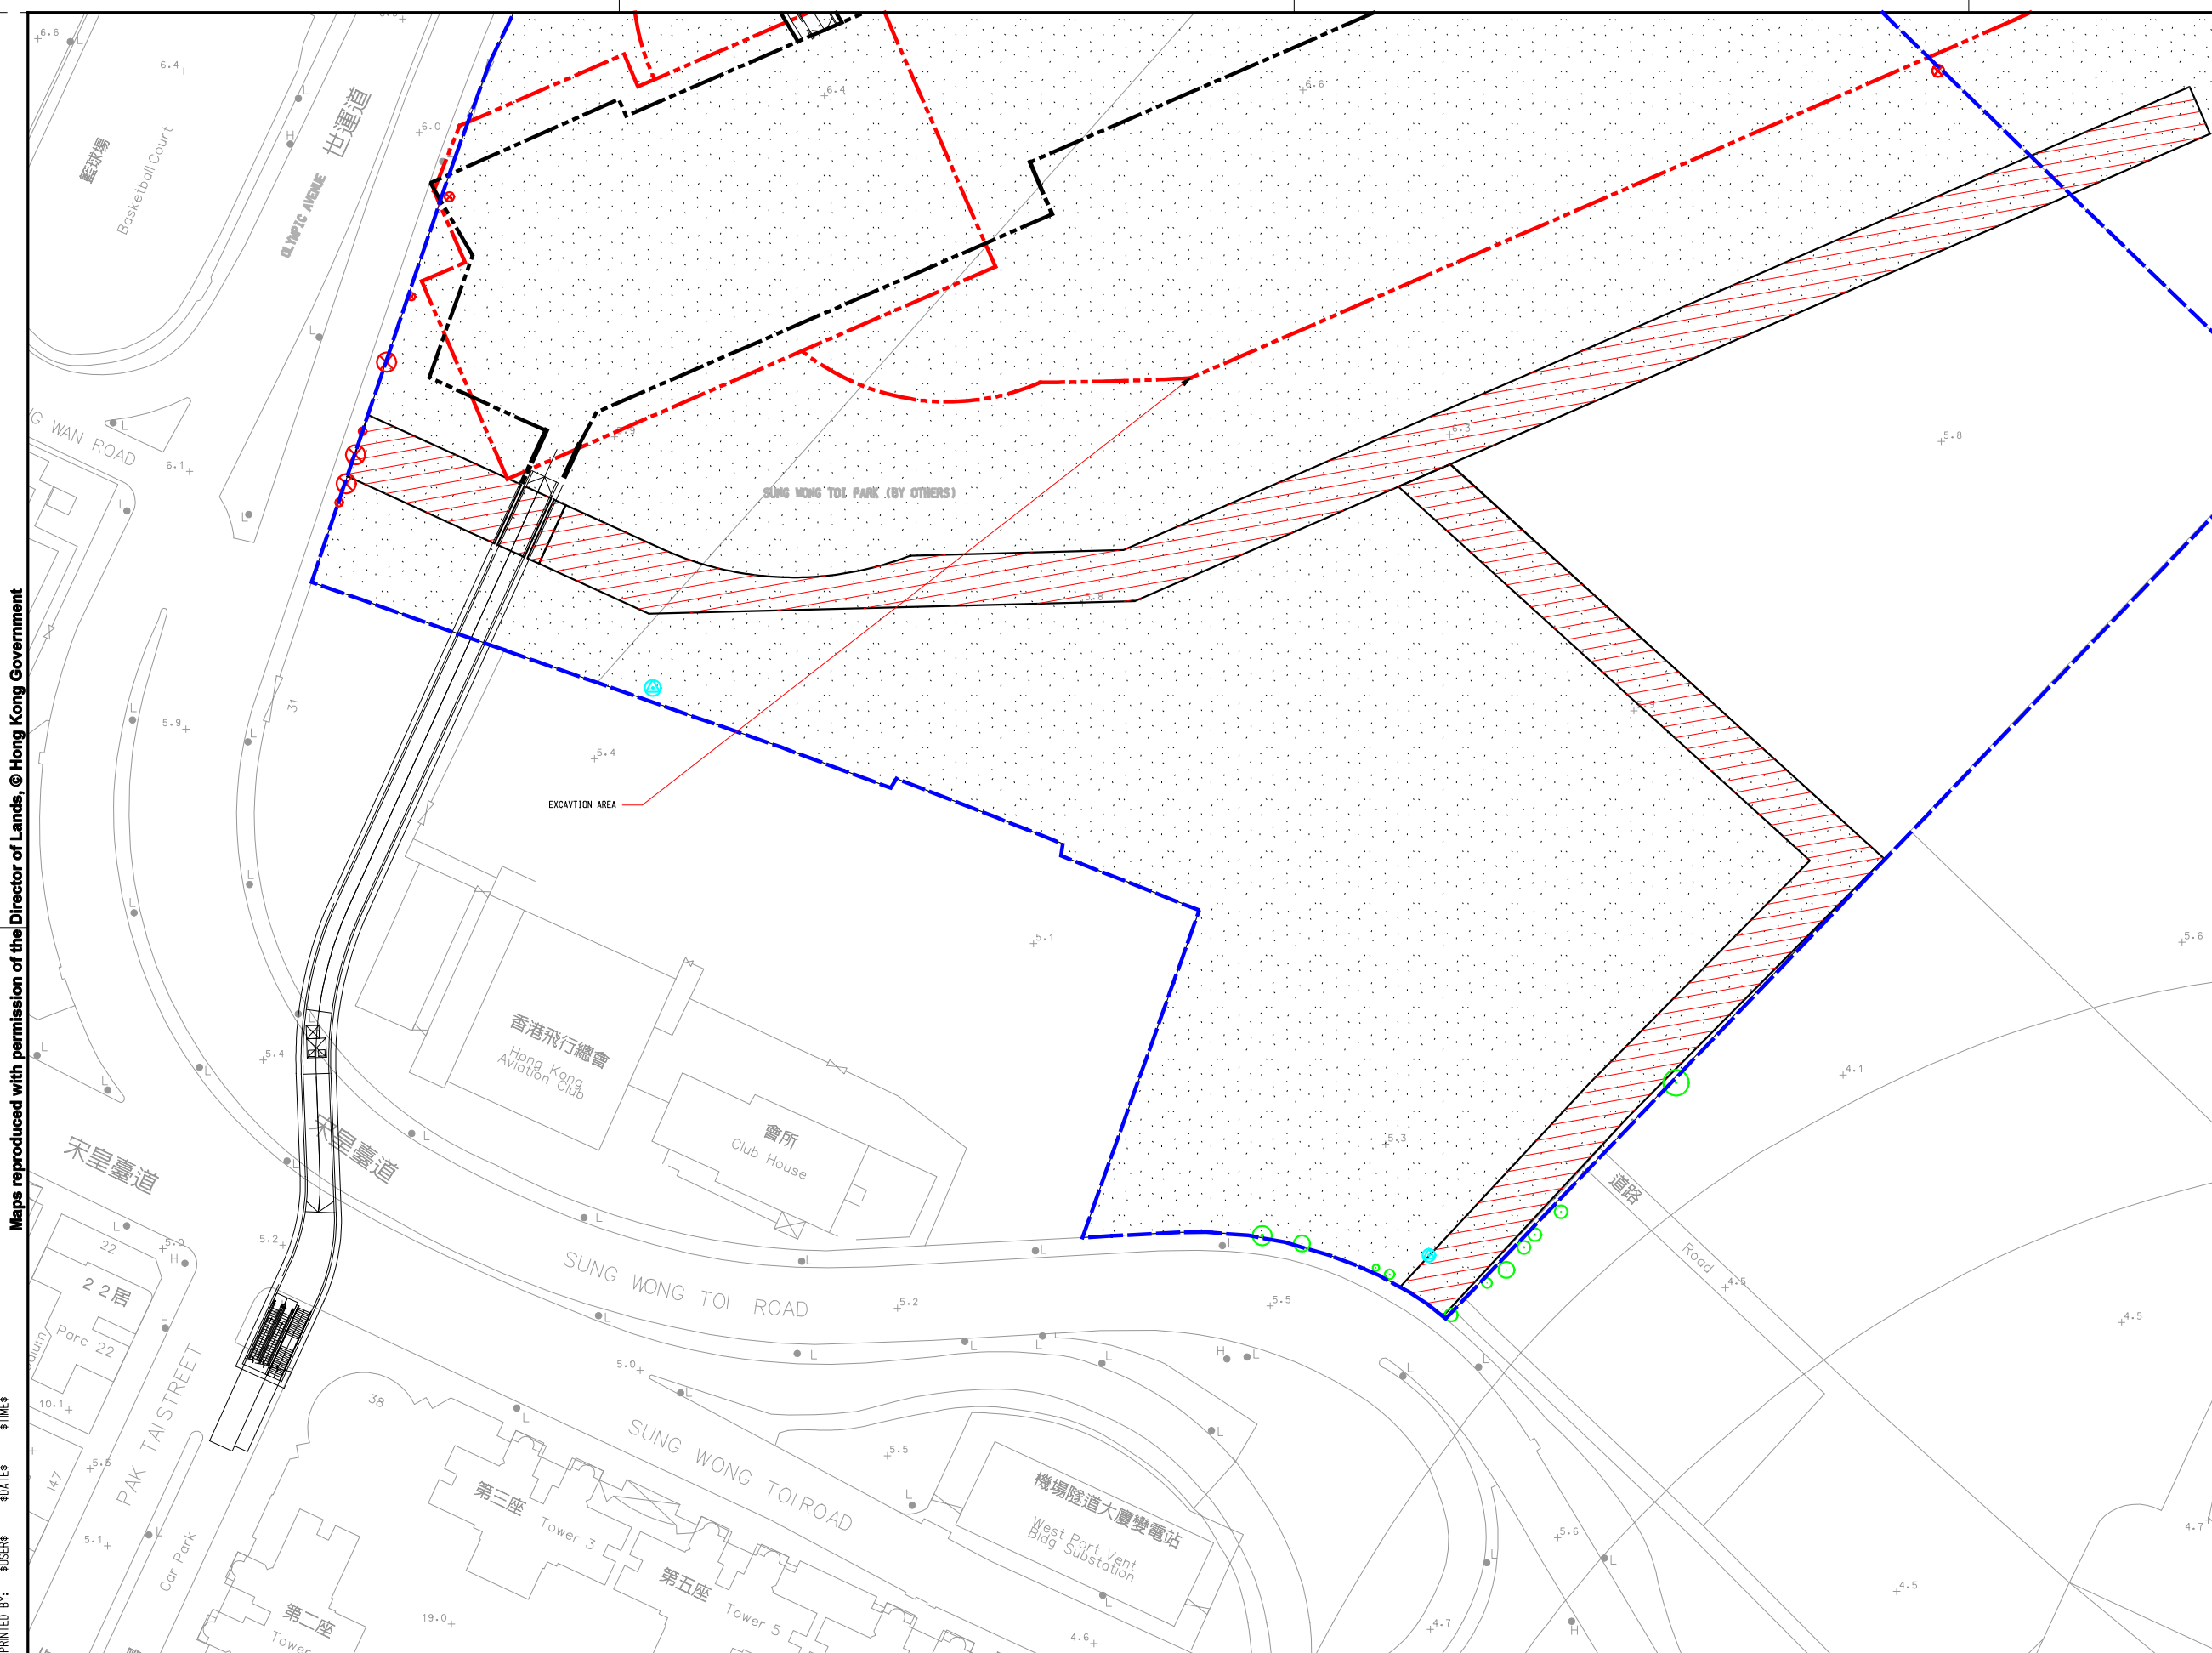 6.6
L
6.4
籃球場
Basketball Court
世運道
OLYMPIC AVENUE
H
L
6.0
6.4
6.6
L
WAN ROAD
6.1
L
L
L
5.9
6.3
5.8
SUNG WONG TOI PARK (BY OTHERS)
5.8
31
L
5.9
L
5.4
EXCAVTION AREA
L
L
5.1
5.6
香港飛行總會
Hong Kong
Aviation Club
會所
Club House
L
5.4
L
L
L
4.1
5.3
宋皇臺道
宋皇臺道
L
L
L
道路
Road
22
5.0
H
5.2
L
L
L
L
SUNG WONG TOI ROAD
5.2
5.5
4.5
4.5
22居
Parc 22
L
L
L
L
L
L
H
L
L
L
5.0
10.1
38
L
L
SUNG WONG TOI ROAD
5.5
L
PAK TAI STREET
147
5.5
5.1
L
Car Park
第三座
Tower 3
第五座
Tower 5
第二座
Tower
機場隧道大廈變電站
West Port Vent
Bldg Substation
L
L
L
L
5.6
4.7
4.5
19.0
4.6
4.7
H
Maps reproduced with permission of the Director of Lands, © Hong Kong Government
PRINTED BY: $USER$ $DATE$ $TIME$